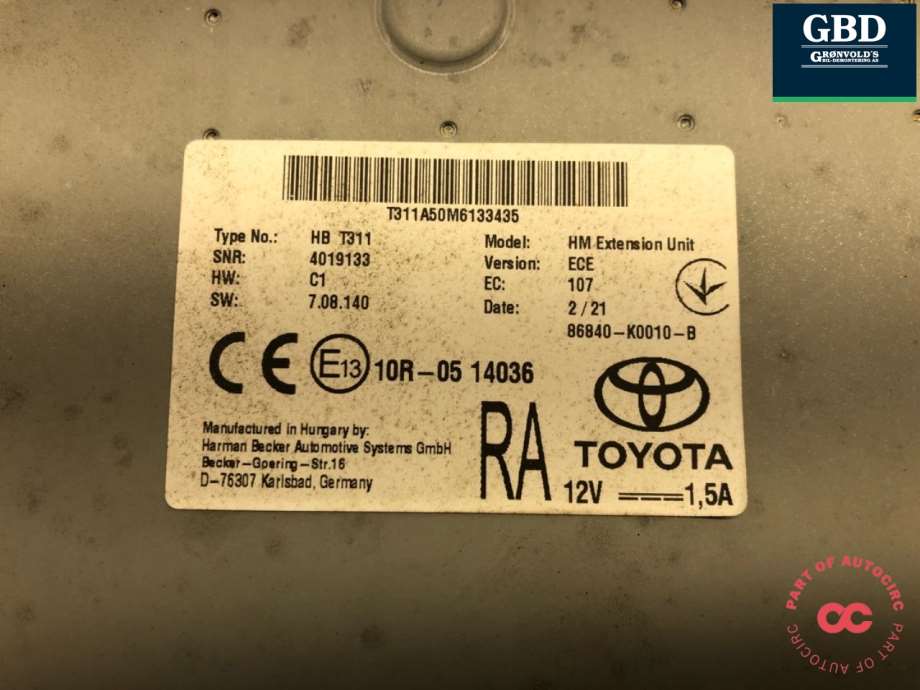 GBD
GRØNVOLD'S
BIL-DEMONTERING AS
T311A50M6133435
Type No.: HB T311
SNR: 4019133
HW: C1
SW: 7.08.140
Model: HM Extension Unit
Version: ECE
EC: 107
Date: 2/21
86840-K0010-B
CE E13 10R-05 14036
Manufactured in Hungary by:
Harman Becker Automotive Systems GmbH
Becker-Goering-Str.16
D-76307 Karlsbad, Germany
RA
TOYOTA
12V 1,5A
PART OF AUTOCIRC
PART OF AUTOCIRC